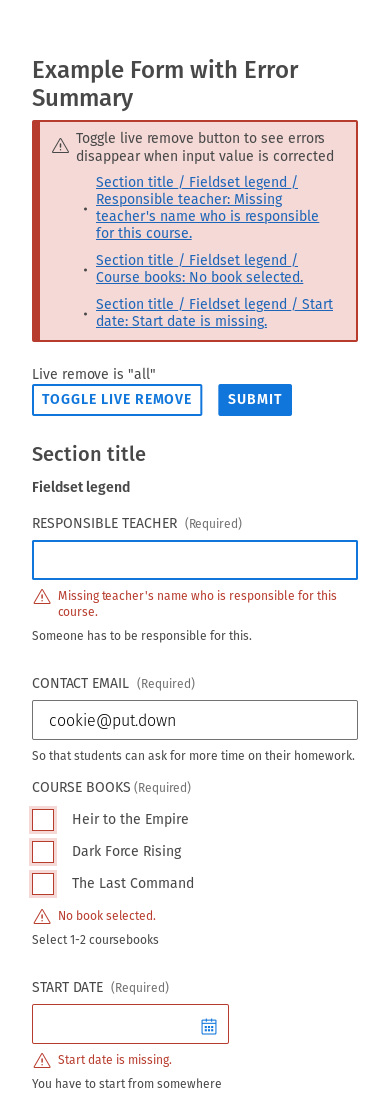 Example Form with Error
Summary
Toggle live remove button to see errors
disappear when input value is corrected
• Section title / Fieldset legend /
Responsible teacher: Missing
teacher's name who is responsible
for this course.
• Section title / Fieldset legend /
Course books: No book selected.
• Section title / Fieldset legend / Start
date: Start date is missing.
Live remove is "all"
TOGGLE LIVE REMOVE SUBMIT
Section title
Fieldset legend
RESPONSIBLE TEACHER (Required)
Missing teacher's name who is responsible for this
course.
Someone has to be responsible for this.
CONTACT EMAIL (Required)
cookie@put.down
So that students can ask for more time on their homework.
COURSE BOOKS (Required)
Heir to the Empire
Dark Force Rising
The Last Command
No book selected.
Select 1-2 coursebooks
START DATE (Required)
Start date is missing.
You have to start from somewhere